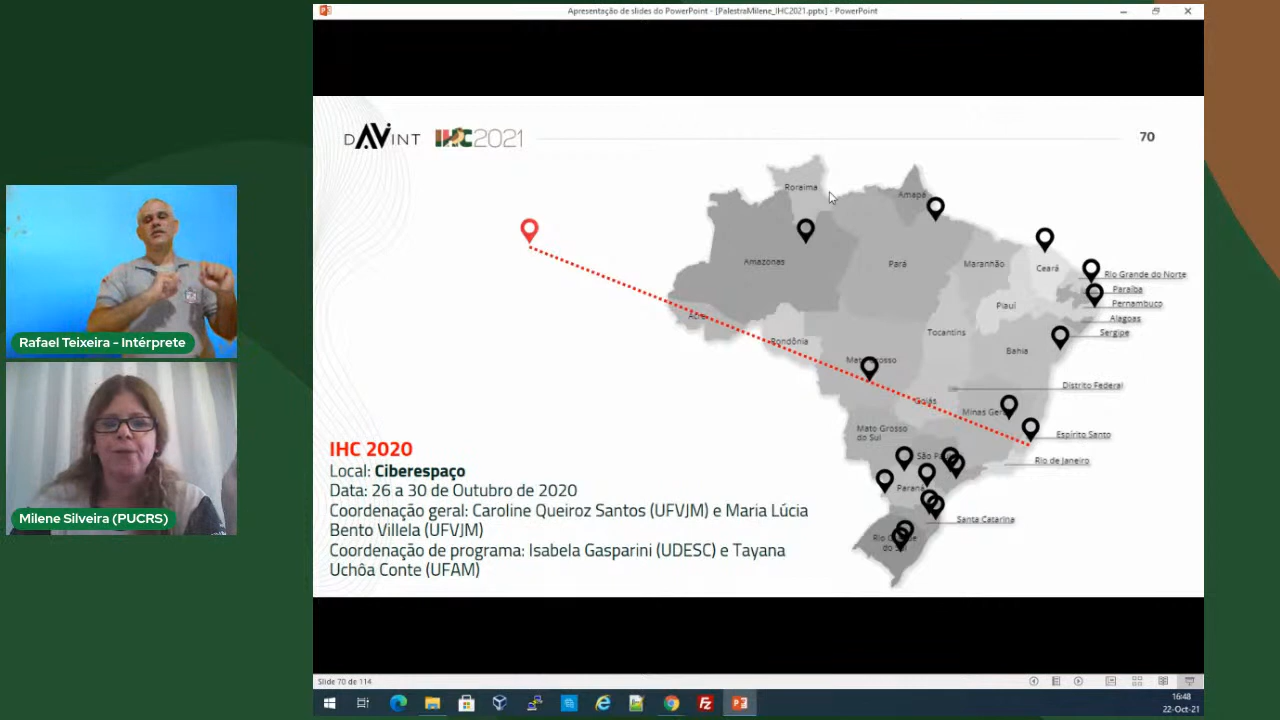 Apresentação de slides do PowerPoint - [PalestraMilene_IHC2021.pptx] - PowerPoint
DAVINT
IHC2021
70
Roraima
Amapá
Amazonas
Pará
Maranhão
Ceará
Rio Grande do Norte
Paraíba
Piauí
Pernambuco
Acre
Alagoas
Tocantins
Sergipe
Rondônia
Bahia
Mato Grosso
Distrito Federal
Goiás
Minas Gerais
Mato Grosso
do Sul
Espírito Santo
São Paulo
Rio de Janeiro
Paraná
Santa Catarina
Rio Grande
do Sul
IHC 2020
Local: Ciberespaço
Data: 26 a 30 de Outubro de 2020
Coordenação geral: Caroline Queiroz Santos (UFVJM) e Maria Lúcia
Bento Villela (UFVJM)
Coordenação de programa: Isabela Gasparini (UDESC) e Tayana
Uchôa Conte (UFAM)
Rafael Teixeira - Intérprete
Milene Silveira (PUCRS)
Slide 70 de 114
16:48
22-Oct-21